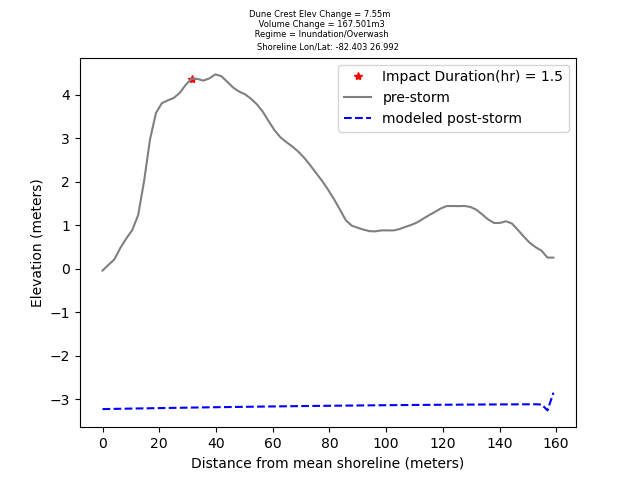 Dune Crest Elev Change = 7.55m
Volume Change = 167.501m3
Regime = Inundation/Overwash
Shoreline Lon/Lat: -82.403 26.992
Impact Duration(hr) = 1.5
pre-storm
modeled post-storm
Elevation (meters)
4
3
2
1
0
−1
−2
−3
0 20 40 60 80 100 120 140 160
Distance from mean shoreline (meters)